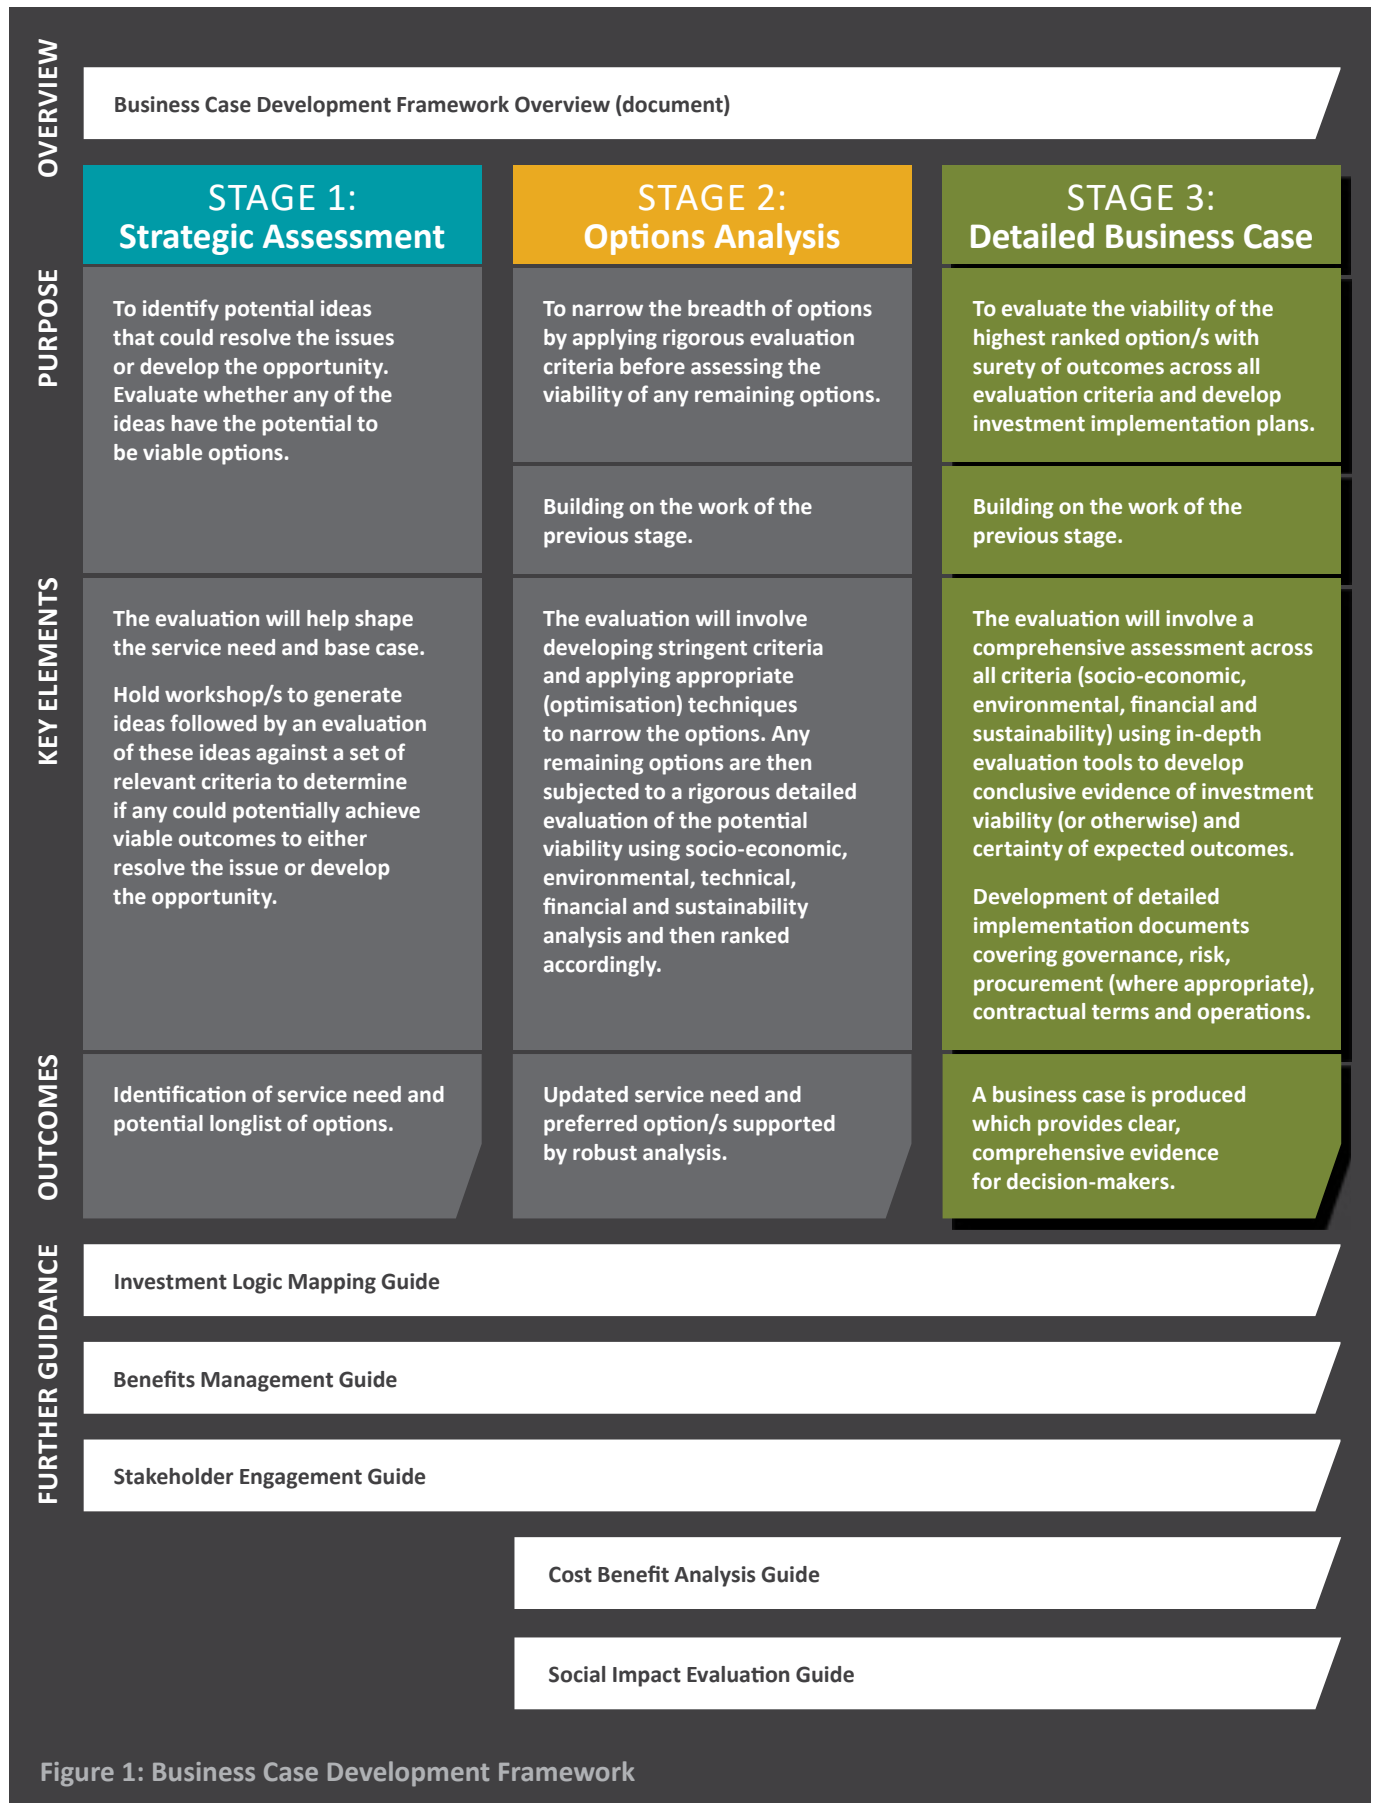 OVERVIEW
Business Case Development Framework Overview (document)
STAGE 1:
Strategic Assessment
STAGE 2:
Options Analysis
STAGE 3:
Detailed Business Case
PURPOSE
To identify potential ideas
that could resolve the issues
or develop the opportunity.
Evaluate whether any of the
ideas have the potential to
be viable options.
To narrow the breadth of options
by applying rigorous evaluation
criteria before assessing the
viability of any remaining options.
Building on the work of the
previous stage.
To evaluate the viability of the
highest ranked option/s with
surety of outcomes across all
evaluation criteria and develop
investment implementation plans.
Building on the work of the
previous stage.
KEY ELEMENTS
The evaluation will help shape
the service need and base case.
Hold workshop/s to generate
ideas followed by an evaluation
of these ideas against a set of
relevant criteria to determine
if any could potentially achieve
viable outcomes to either
resolve the issue or develop
the opportunity.
The evaluation will involve
developing stringent criteria
and applying appropriate
(optimisation) techniques
to narrow the options. Any
remaining options are then
subjected to a rigorous detailed
evaluation of the potential
viability using socio-economic,
environmental, technical,
financial and sustainability
analysis and then ranked
accordingly.
The evaluation will involve a
comprehensive assessment across
all criteria (socio-economic,
environmental, financial and
sustainability) using in-depth
evaluation tools to develop
conclusive evidence of investment
viability (or otherwise) and
certainty of expected outcomes.
Development of detailed
implementation documents
covering governance, risk,
procurement (where appropriate),
contractual terms and operations.
OUTCOMES
Identification of service need and
potential longlist of options.
Updated service need and
preferred option/s supported
by robust analysis.
A business case is produced
which provides clear,
comprehensive evidence
for decision-makers.
FURTHER GUIDANCE
Investment Logic Mapping Guide
Benefits Management Guide
Stakeholder Engagement Guide
Cost Benefit Analysis Guide
Social Impact Evaluation Guide
Figure 1: Business Case Development Framework